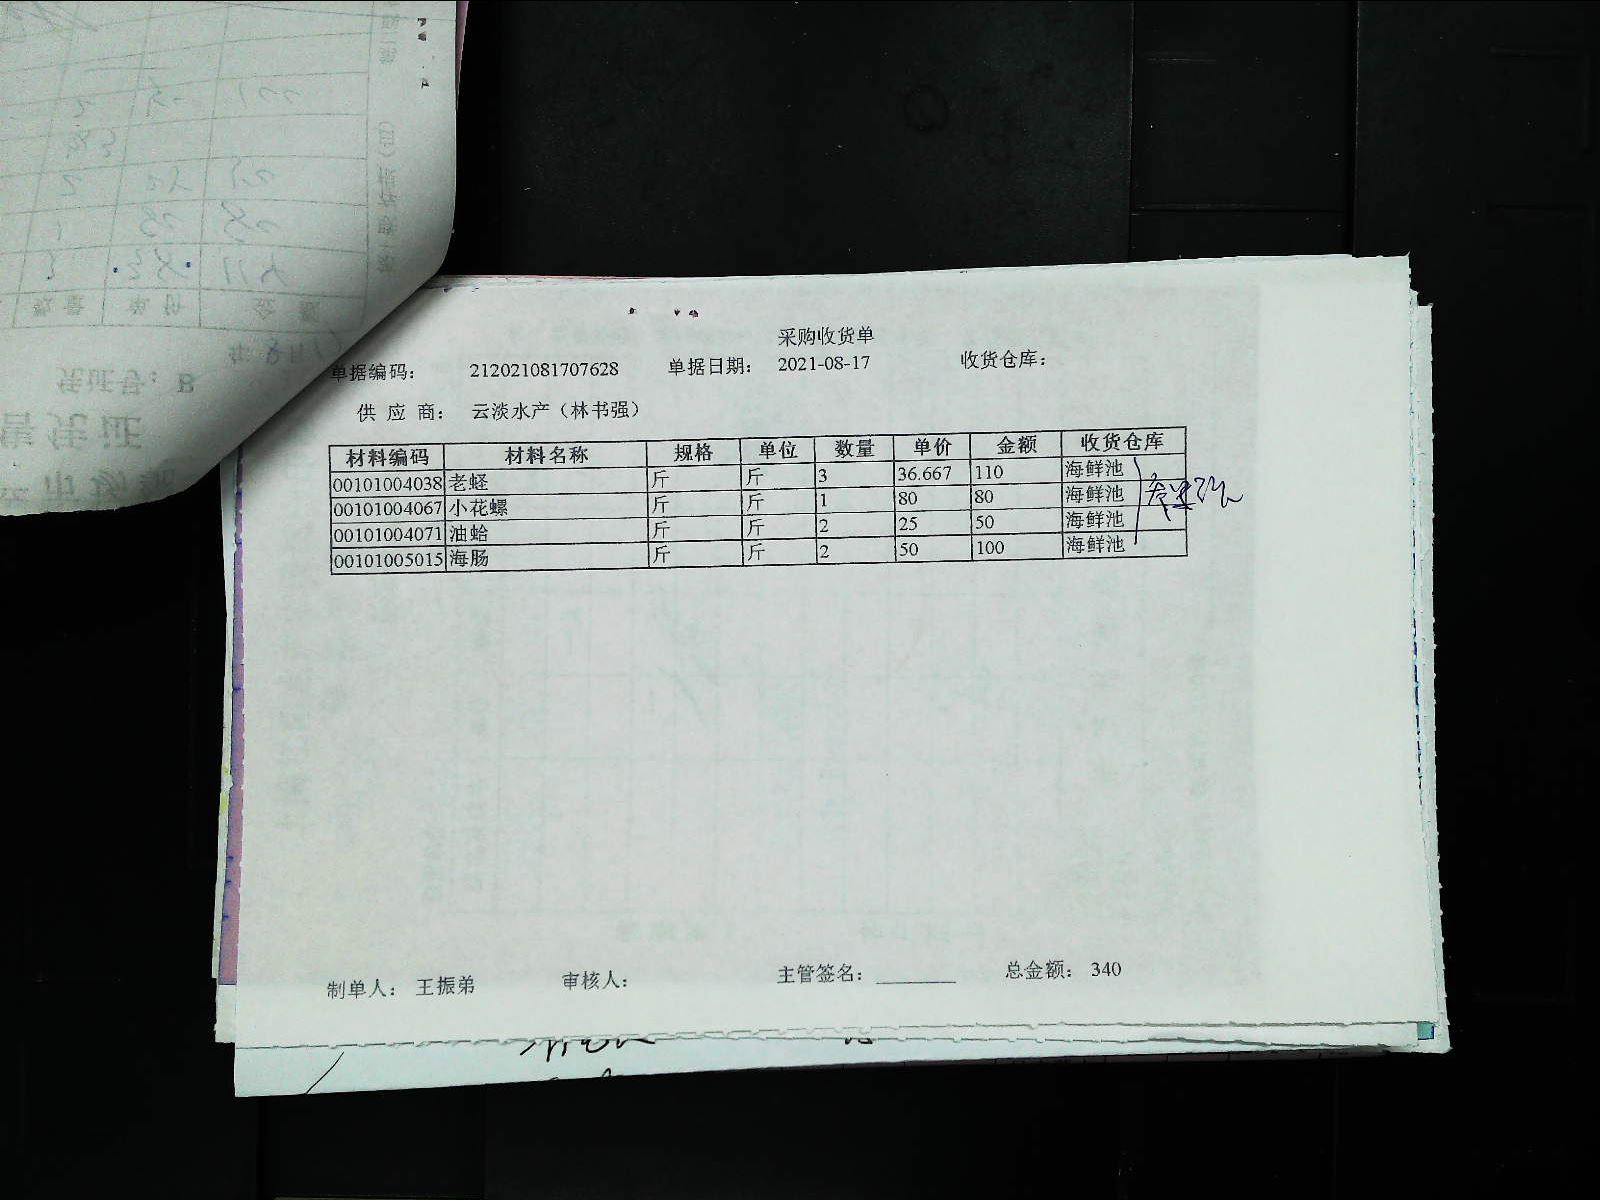 采购收货单
单据编码： 212021081707628 单据日期： 2021-08-17 收货仓库：
供 应 商： 云淡水产（林书强）
材料编码 材料名称 规格 单位 数量 单价 金额 收货仓库
00101004038 老蛏 斤 斤 3 36.667 110 海鲜池
00101004067 小花螺 斤 斤 1 80 80 海鲜池
00101004071 油蛤 斤 斤 2 25 50 海鲜池
00101005015 海肠 斤 斤 2 50 100 海鲜池
制单人： 王振弟 审核人： 主管签名：________ 总金额： 340